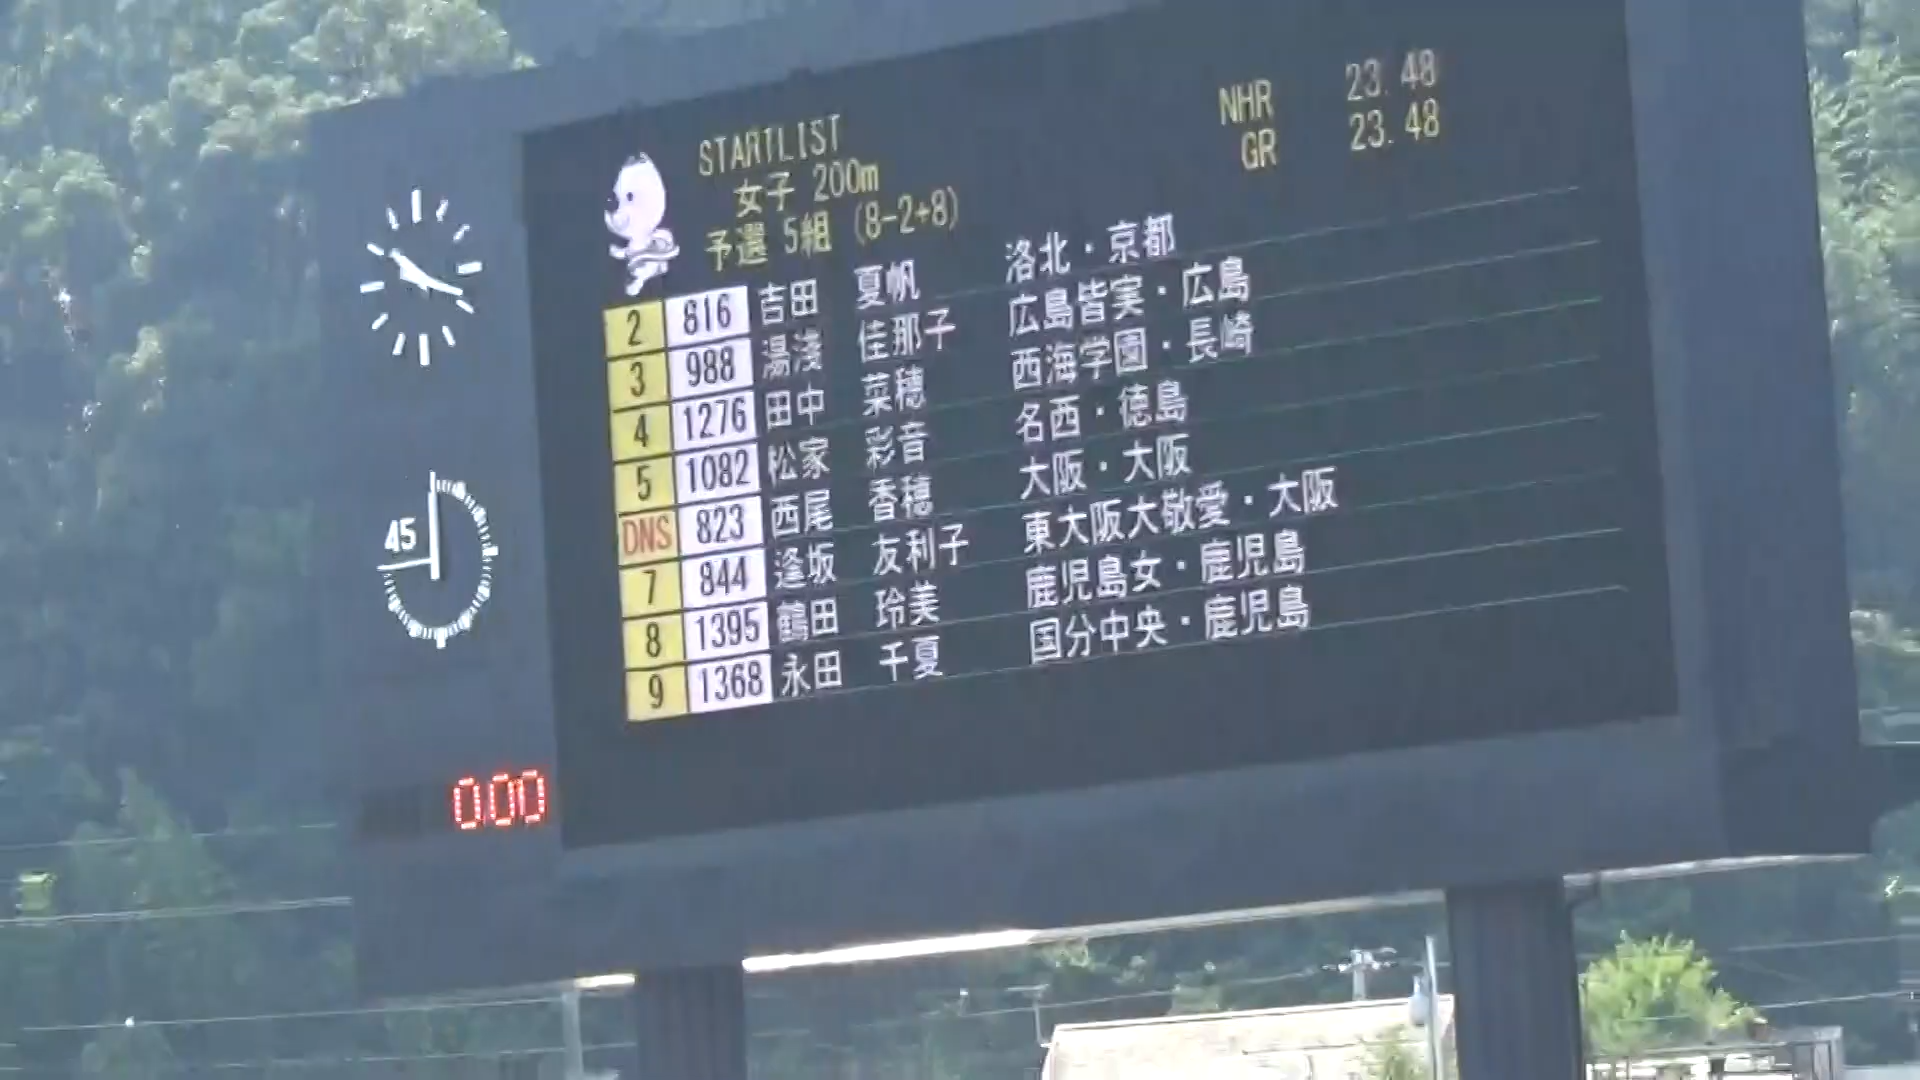 STARTLIST
女子 200m
予選 5組 (8-2+8)
NHR 23.48
GR 23.48
2 816 吉田 夏帆 洛北・京都
3 988 湯淺 佳那子 広島皆実・広島
4 1276 田中 菜穂 西海学園・長崎
5 1082 松家 彩音 名西・徳島
DNS 823 西尾 香穂 大阪・大阪
7 844 逢坂 友利子 東大阪大敬愛・大阪
8 1395 鶴田 玲美 鹿児島女・鹿児島
9 1368 永田 千夏 国分中央・鹿児島
45
0.00